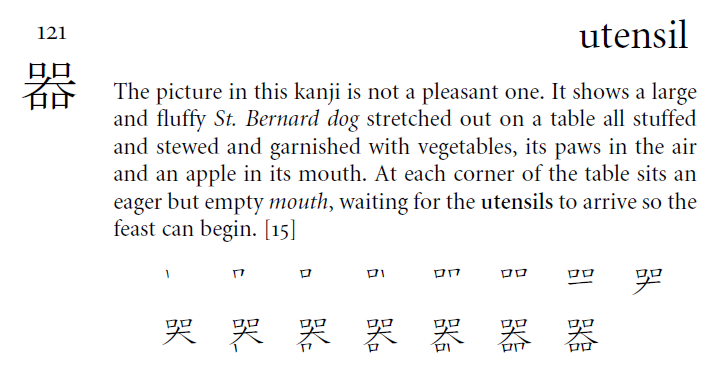 121
utensil
器
The picture in this kanji is not a pleasant one. It shows a large
and fluffy St. Bernard dog stretched out on a table all stuffed
and stewed and garnished with vegetables, its paws in the air
and an apple in its mouth. At each corner of the table sits an
eager but empty mouth, waiting for the utensils to arrive so the
feast can begin. [15]